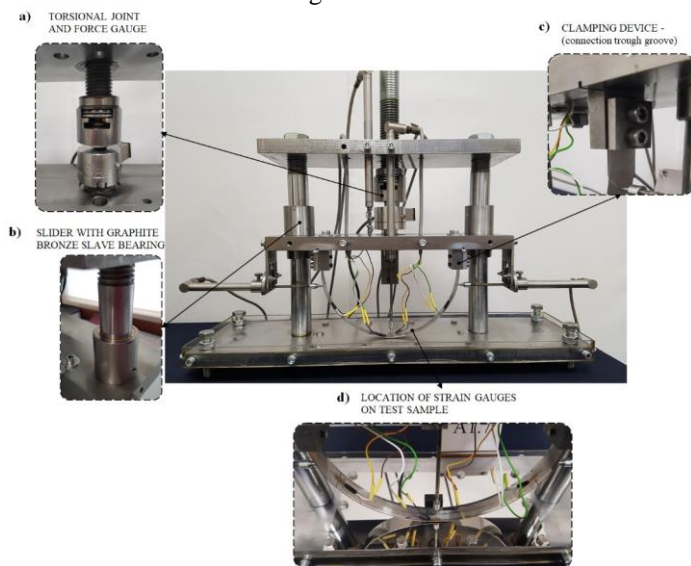 a) TORSIONAL JOINT
AND FORCE GAUGE
c) CLAMPING DEVICE -
(connection trough groove)
b) SLIDER WITH GRAPHITE
BRONZE SLAVE BEARING
d) LOCATION OF STRAIN GAUGES
ON TEST SAMPLE